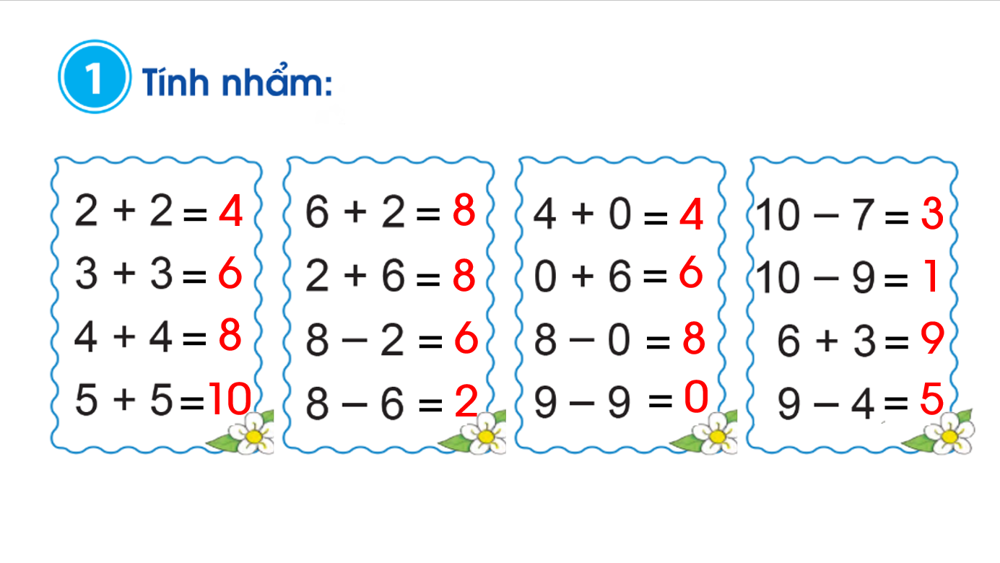 1 Tính nhẩm:
2 + 2 = 4
3 + 3 = 6
4 + 4 = 8
5 + 5 = 10
6 + 2 = 8
2 + 6 = 8
8 – 2 = 6
8 – 6 = 2
4 + 0 = 4
0 + 6 = 6
8 – 0 = 8
9 – 9 = 0
10 – 7 = 3
10 – 9 = 1
6 + 3 = 9
9 – 4 = 5